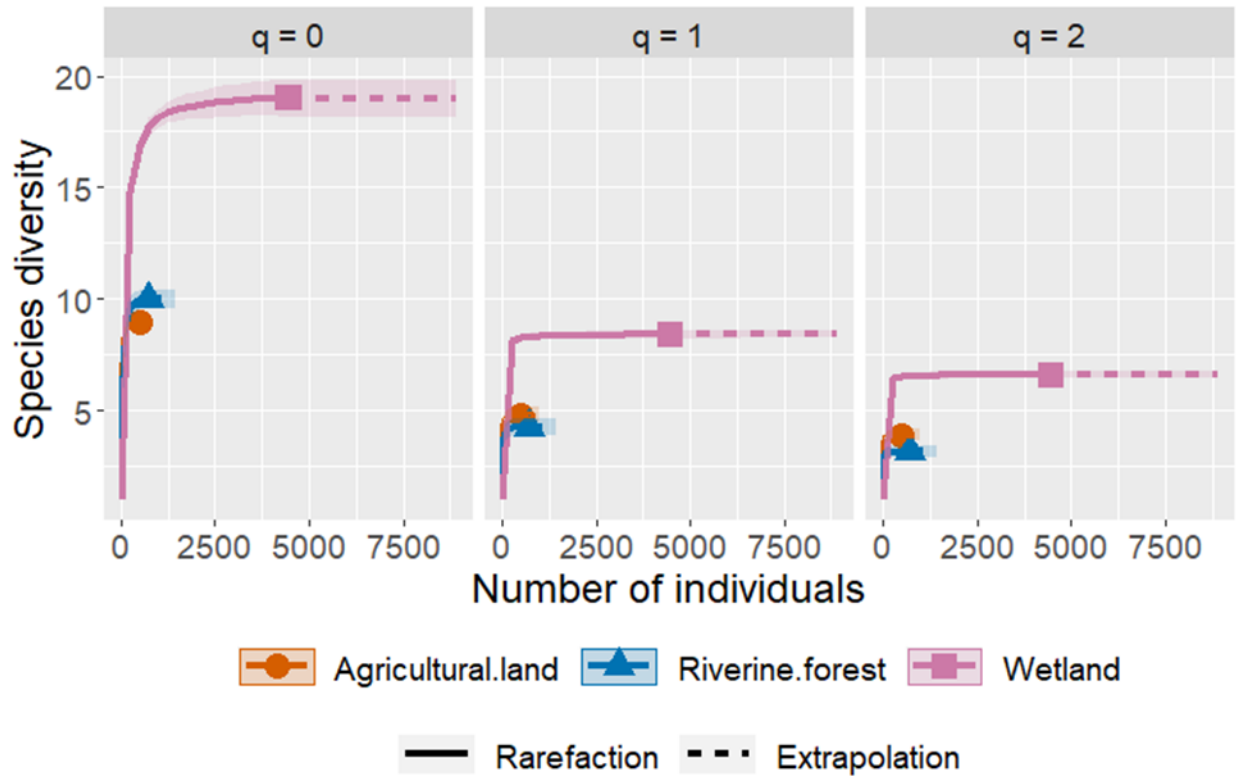 q = 0 q = 1 q = 2
20
15
10
5
Species diversity
0 2500 5000 7500 0 2500 5000 7500 0 2500 5000 7500
Number of individuals
Agricultural.land Riverine.forest Wetland
Rarefaction Extrapolation